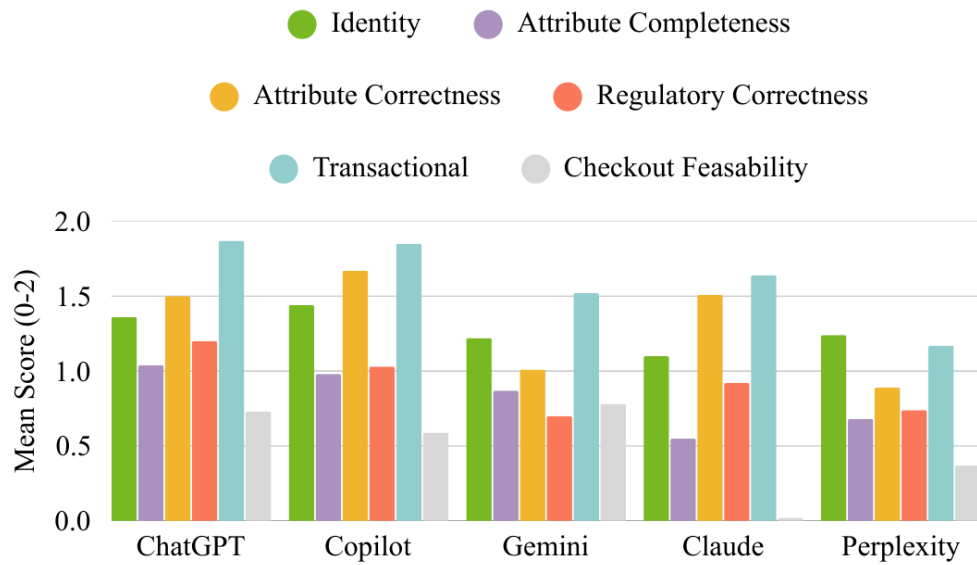 Identity Attribute Completeness
Attribute Correctness Regulatory Correctness
Transactional Checkout Feasability
Mean Score (0-2)
2.0
1.5
1.0
0.5
0.0
ChatGPT Copilot Gemini Claude Perplexity